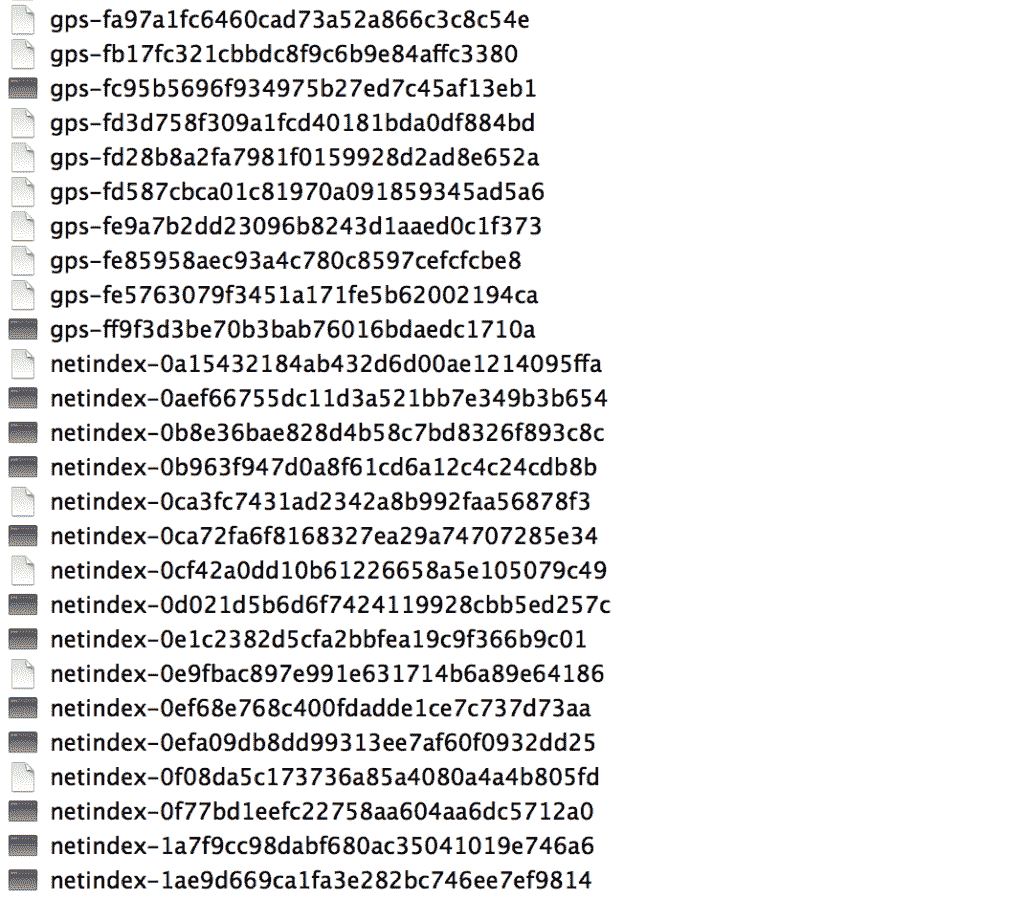 gps-fa97a1fc6460cad73a52a866c3c8c54e
gps-fb17fc321cbbdc8f9c6b9e84affc3380
gps-fc95b5696f934975b27ed7c45af13eb1
gps-fd3d758f309a1fcd40181bda0df884bd
gps-fd28b8a2fa7981f0159928d2ad8e652a
gps-fd587cbca01c81970a091859345ad5a6
gps-fe9a7b2dd23096b8243d1aaed0c1f373
gps-fe85958aec93a4c780c8597cefcfcbe8
gps-fe5763079f3451a171fe5b62002194ca
gps-ff9f3d3be70b3bab76016bdaedc1710a
netindex-0a15432184ab432d6d00ae1214095ffa
netindex-0aef66755dc11d3a521bb7e349b3b654
netindex-0b8e36bae828d4b58c7bd8326f893c8c
netindex-0b963f947d0a8f61cd6a12c4c24cdb8b
netindex-0ca3fc7431ad2342a8b992faa56878f3
netindex-0ca72fa6f8168327ea29a74707285e34
netindex-0cf42a0dd10b61226658a5e105079c49
netindex-0d021d5b6d6f7424119928cbb5ed257c
netindex-0e1c2382d5cfa2bbfea19c9f366b9c01
netindex-0e9fbac897e991e631714b6a89e64186
netindex-0ef68e768c400fdadde1ce7c737d73aa
netindex-0efa09db8dd99313ee7af60f0932dd25
netindex-0f08da5c173736a85a4080a4a4b805fd
netindex-0f77bd1eefc22758aa604aa6dc5712a0
netindex-1a7f9cc98dabf680ac35041019e746a6
netindex-1ae9d669ca1fa3e282bc746ee7ef9814